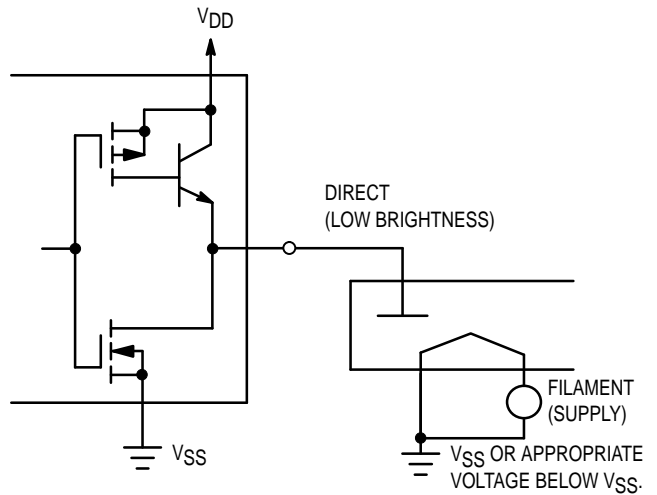 VDD
DIRECT
(LOW BRIGHTNESS)
FILAMENT
(SUPPLY)
VSS
VSS OR APPROPRIATE
VOLTAGE BELOW VSS.